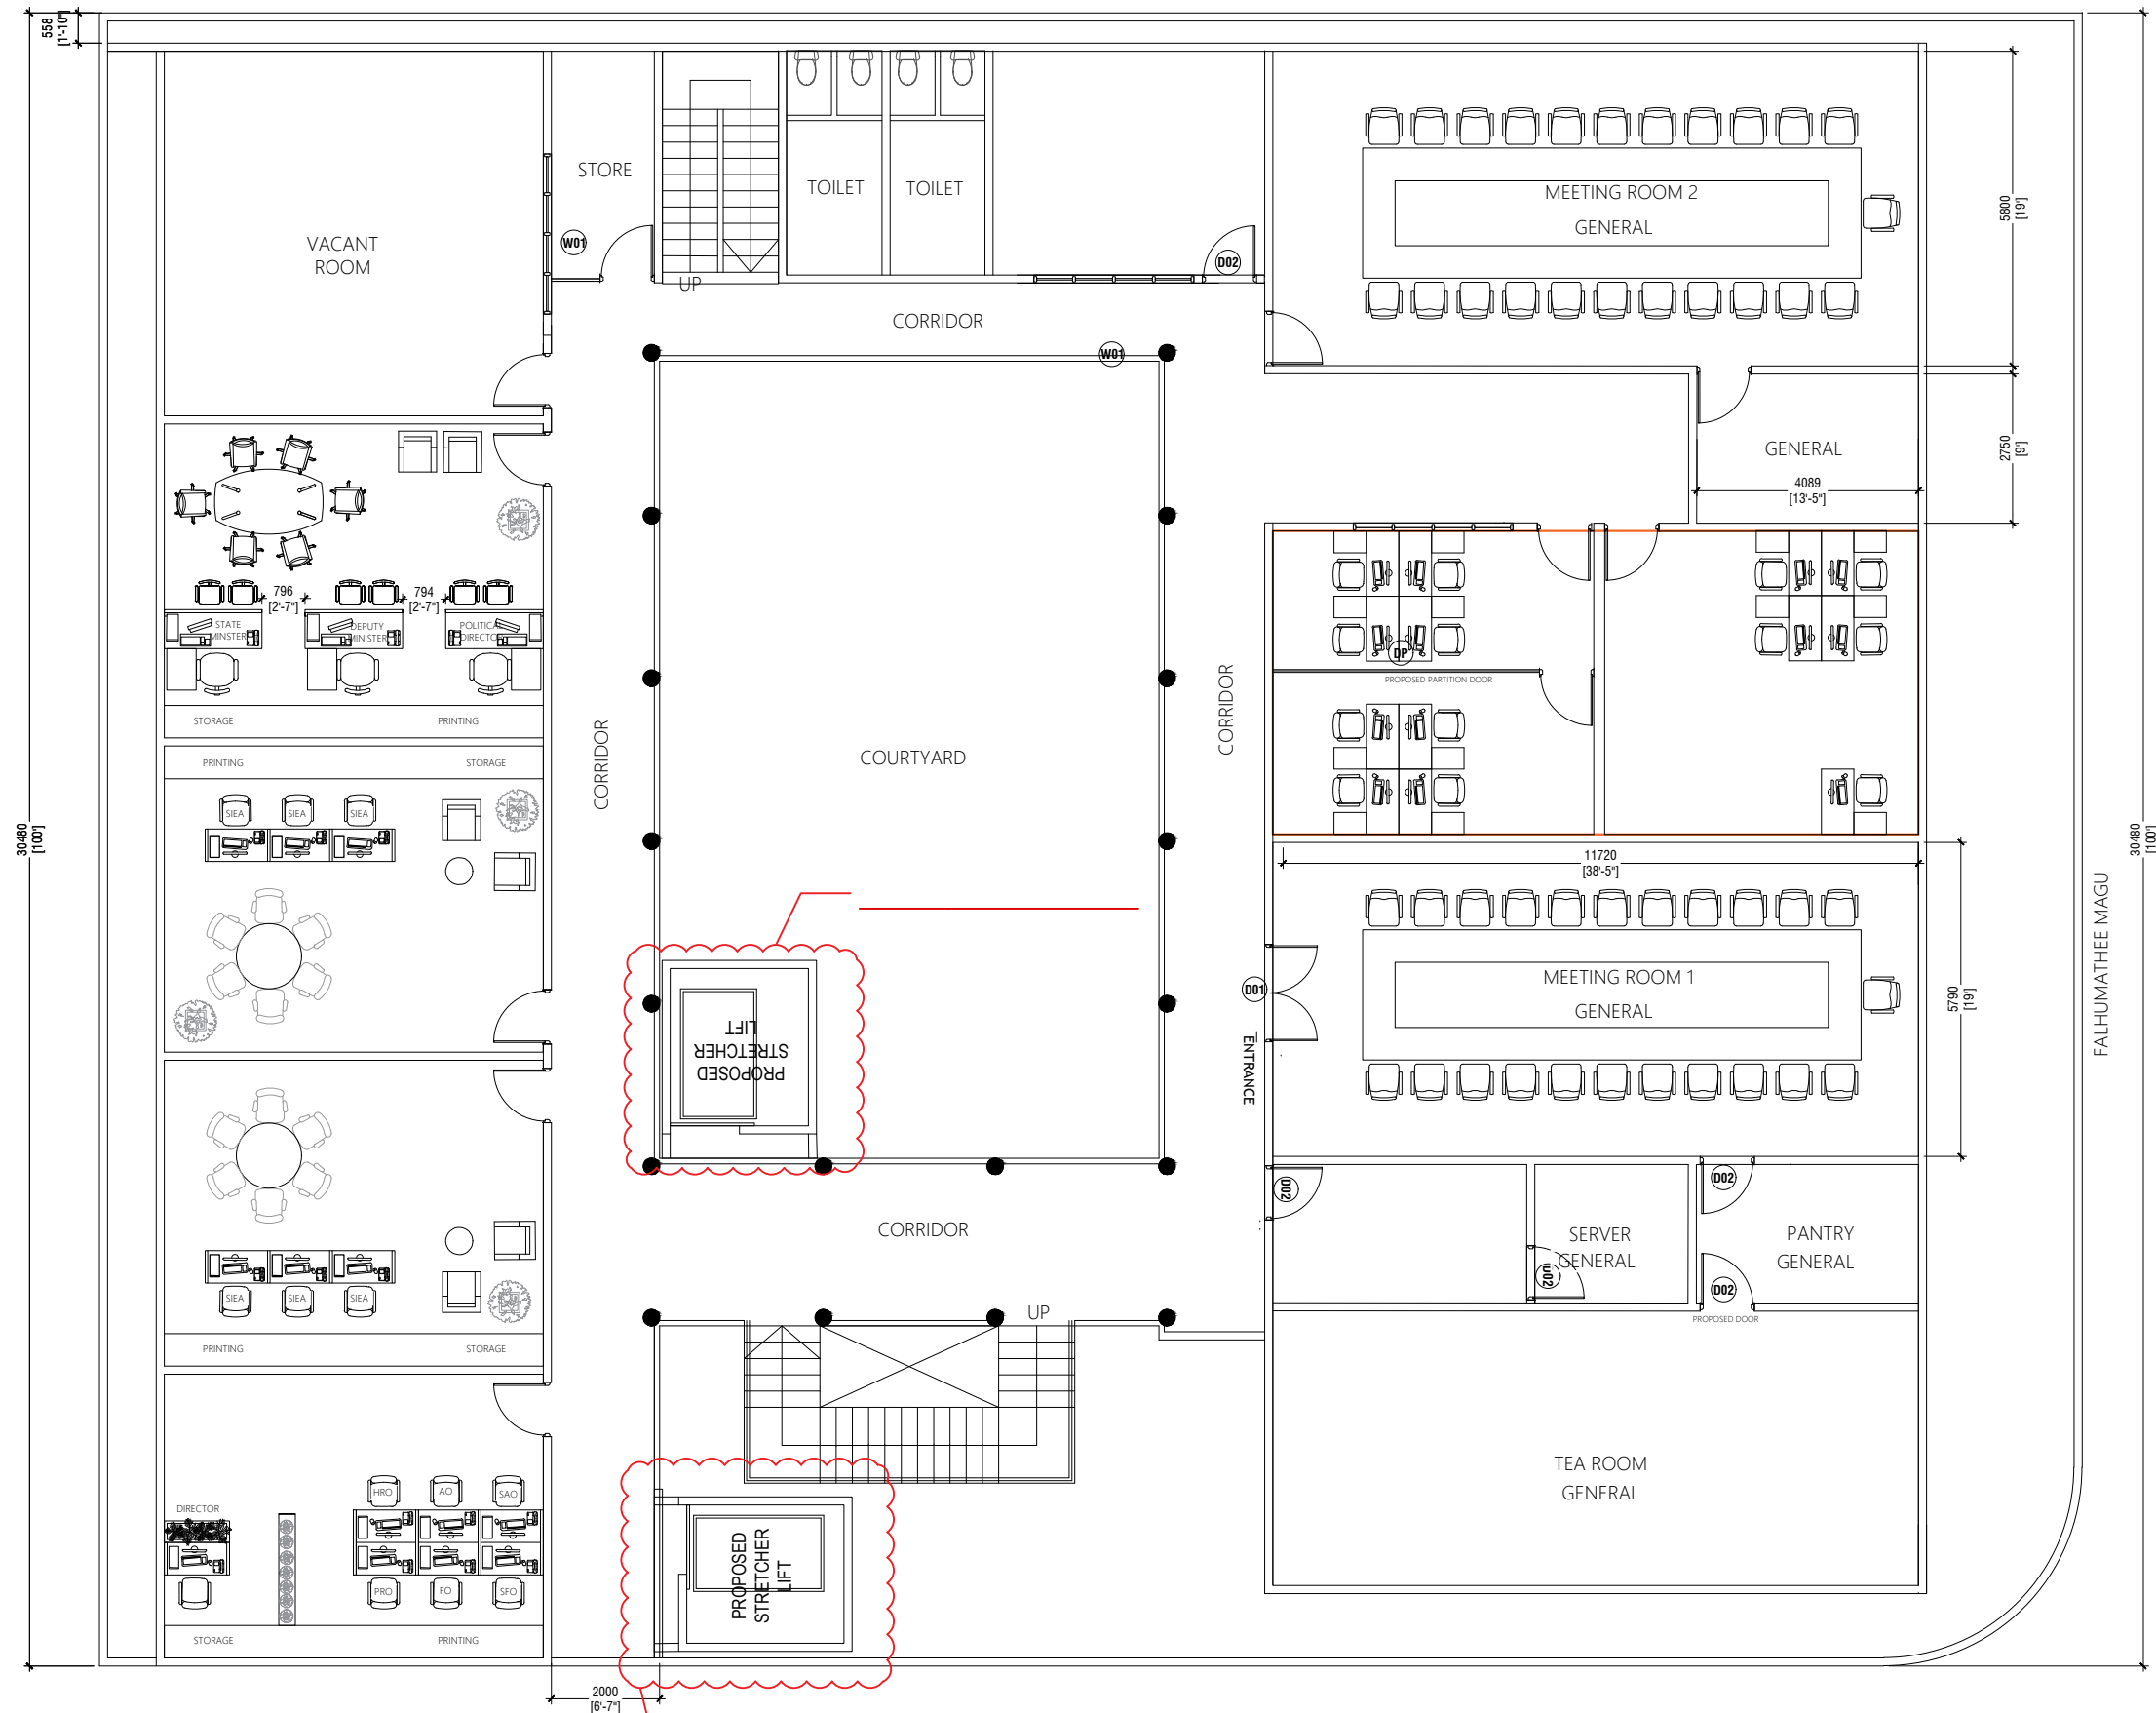 558
[1'-10"]
STORE
TOILET
TOILET
MEETING ROOM 2
GENERAL
5800
[19']
VACANT
ROOM
W01
D02
UP
CORRIDOR
W01
GENERAL
2750
[9']
4089
[13'-5"]
796
[2'-7"]
794
[2'-7"]
STATE
MINSTER
DEPUTY
MINISTER
POLITICAL
DIRECTOR
STORAGE
PRINTING
DP
PROPOSED PARTITION DOOR
CORRIDOR
CORRIDOR
COURTYARD
PRINTING
STORAGE
SIEA
SIEA
SIEA
30480
[100']
30480
[100']
11720
[38'-5"]
FALHUMATHEE MAGU
MEETING ROOM 1
GENERAL
5790
[19']
D01
ENTRANCE
PROPOSED
STRETCHER
LIFT
D02
D02
CORRIDOR
SERVER
GENERAL
D02
PANTRY
GENERAL
D02
PROPOSED DOOR
SIEA
SIEA
SIEA
PRINTING
STORAGE
UP
TEA ROOM
GENERAL
DIRECTOR
HRO
AO
SAO
PRO
FO
SFO
STORAGE
PRINTING
PROPOSED
STRETCHER
LIFT
2000
[6'-7"]